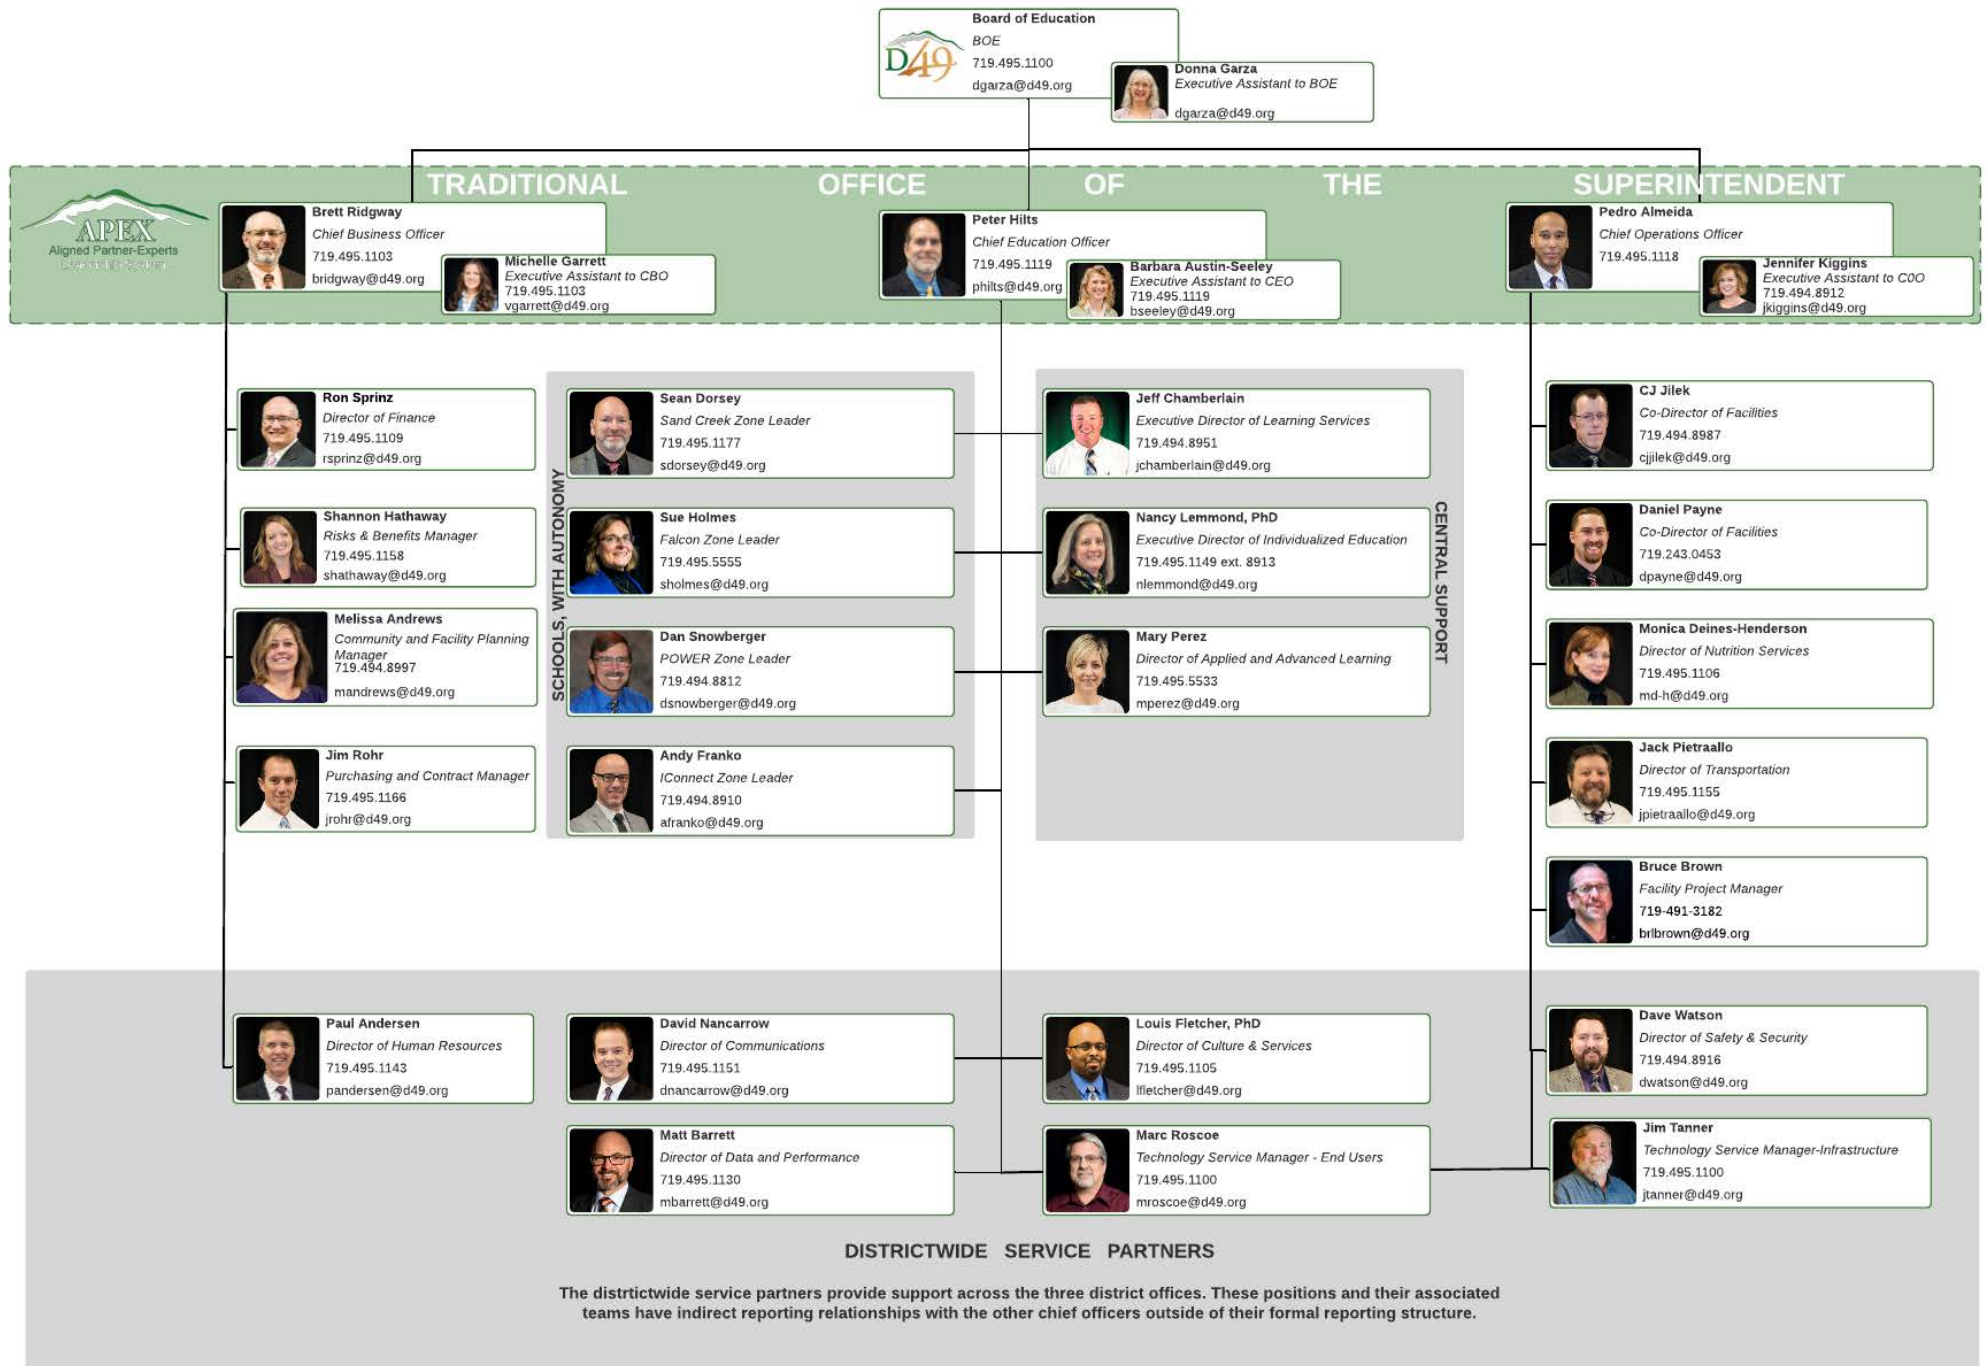 Board of Education
BOE
719.495.1100
dgarza@d49.org
D49
Donna Garza
Executive Assistant to BOE
dgarza@d49.org
TRADITIONAL OFFICE OF THE SUPERINTENDENT
APEX
Aligned Partner-Experts
Leadership System
Brett Ridgway
Chief Business Officer
719.495.1103
bridgway@d49.org
Michelle Garrett
Executive Assistant to CBO
719.495.1103
vgarrett@d49.org
Peter Hilts
Chief Education Officer
719.495.1119
philts@d49.org
Barbara Austin-Seeley
Executive Assistant to CEO
719.495.1119
bseeley@d49.org
Pedro Almeida
Chief Operations Officer
719.495.1118
Jennifer Kiggins
Executive Assistant to C0O
719.494.8912
jkiggins@d49.org
Ron Sprinz
Director of Finance
719.495.1109
rsprinz@d49.org
Shannon Hathaway
Risks & Benefits Manager
719.495.1158
shathaway@d49.org
Melissa Andrews
Community and Facility Planning
Manager
719.494.8997
mandrews@d49.org
Jim Rohr
Purchasing and Contract Manager
719.495.1166
jrohr@d49.org
SCHOOLS, WITH AUTONOMY
Sean Dorsey
Sand Creek Zone Leader
719.495.1177
sdorsey@d49.org
Sue Holmes
Falcon Zone Leader
719.495.5555
sholmes@d49.org
Dan Snowberger
POWER Zone Leader
719.494.8812
dsnowberger@d49.org
Andy Franko
IConnect Zone Leader
719.494.8910
afranko@d49.org
Jeff Chamberlain
Executive Director of Learning Services
719.494.8951
jchamberlain@d49.org
Nancy Lemmond, PhD
Executive Director of Individualized Education
719.495.1149 ext. 8913
nlemmond@d49.org
Mary Perez
Director of Applied and Advanced Learning
719.495.5533
mperez@d49.org
CENTRAL SUPPORT
CJ Jilek
Co-Director of Facilities
719.494.8987
cjjilek@d49.org
Daniel Payne
Co-Director of Facilities
719.243.0453
dpayne@d49.org
Monica Deines-Henderson
Director of Nutrition Services
719.495.1106
md-h@d49.org
Jack Pietraallo
Director of Transportation
719.495.1155
jpietraallo@d49.org
Bruce Brown
Facility Project Manager
719-491-3182
brlbrown@d49.org
Paul Andersen
Director of Human Resources
719.495.1143
pandersen@d49.org
David Nancarrow
Director of Communications
719.495.1151
dnancarrow@d49.org
Louis Fletcher, PhD
Director of Culture & Services
719.495.1105
lfletcher@d49.org
Dave Watson
Director of Safety & Security
719.494.8916
dwatson@d49.org
Matt Barrett
Director of Data and Performance
719.495.1130
mbarrett@d49.org
Marc Roscoe
Technology Service Manager - End Users
719.495.1100
mroscoe@d49.org
Jim Tanner
Technology Service Manager-Infrastructure
719.495.1100
jtanner@d49.org
DISTRICTWIDE SERVICE PARTNERS
The distrtictwide service partners provide support across the three district offices. These positions and their associated
teams have indirect reporting relationships with the other chief officers outside of their formal reporting structure.